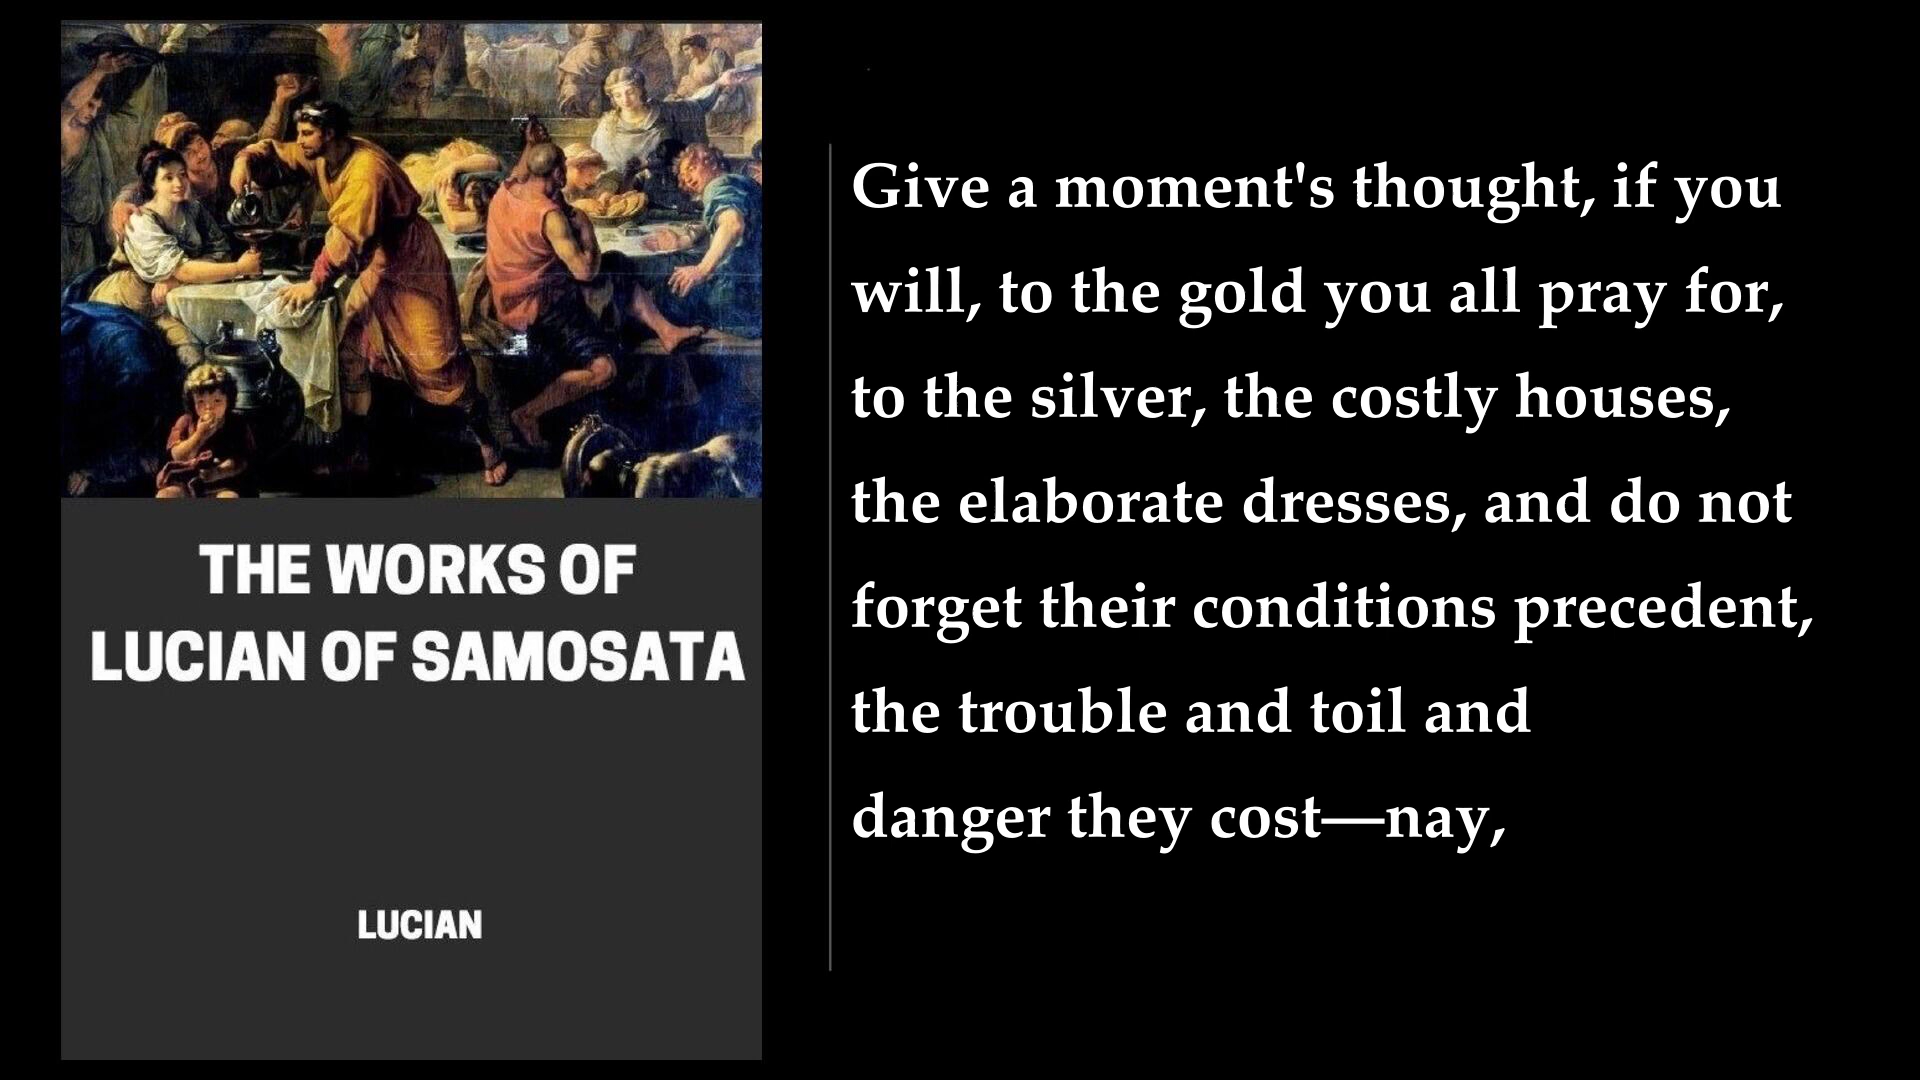 THE WORKS OF
LUCIAN OF SAMOSATA
LUCIAN
Give a moment's thought, if you
will, to the gold you all pray for,
to the silver, the costly houses,
the elaborate dresses, and do not
forget their conditions precedent,
the trouble and toil and
danger they cost—nay,